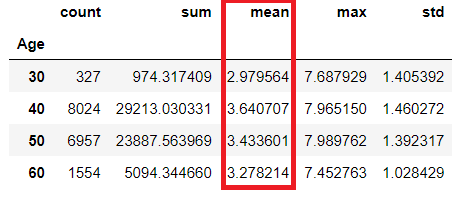 count sum mean max std
Age
30 327 974.317409 2.979564 7.687929 1.405392
40 8024 29213.030331 3.640707 7.965150 1.460272
50 6957 23887.563969 3.433601 7.989762 1.392317
60 1554 5094.344660 3.278214 7.452763 1.028429